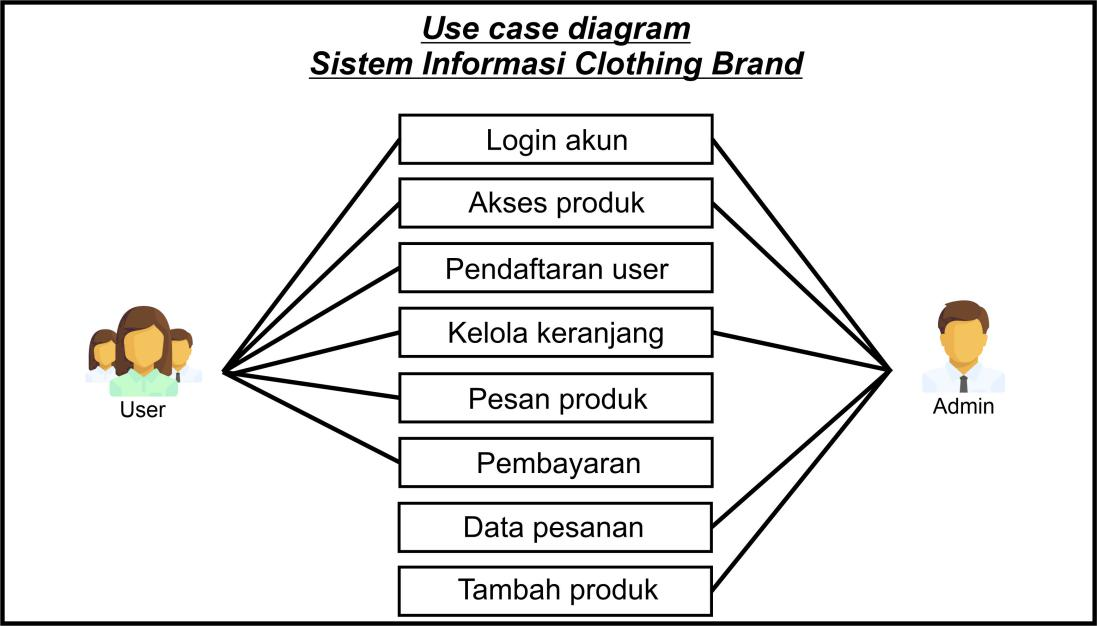 Use case diagram
Sistem Informasi Clothing Brand
Login akun
Akses produk
Pendaftaran user
Kelola keranjang
Pesan produk
Pembayaran
Data pesanan
Tambah produk
User
Admin